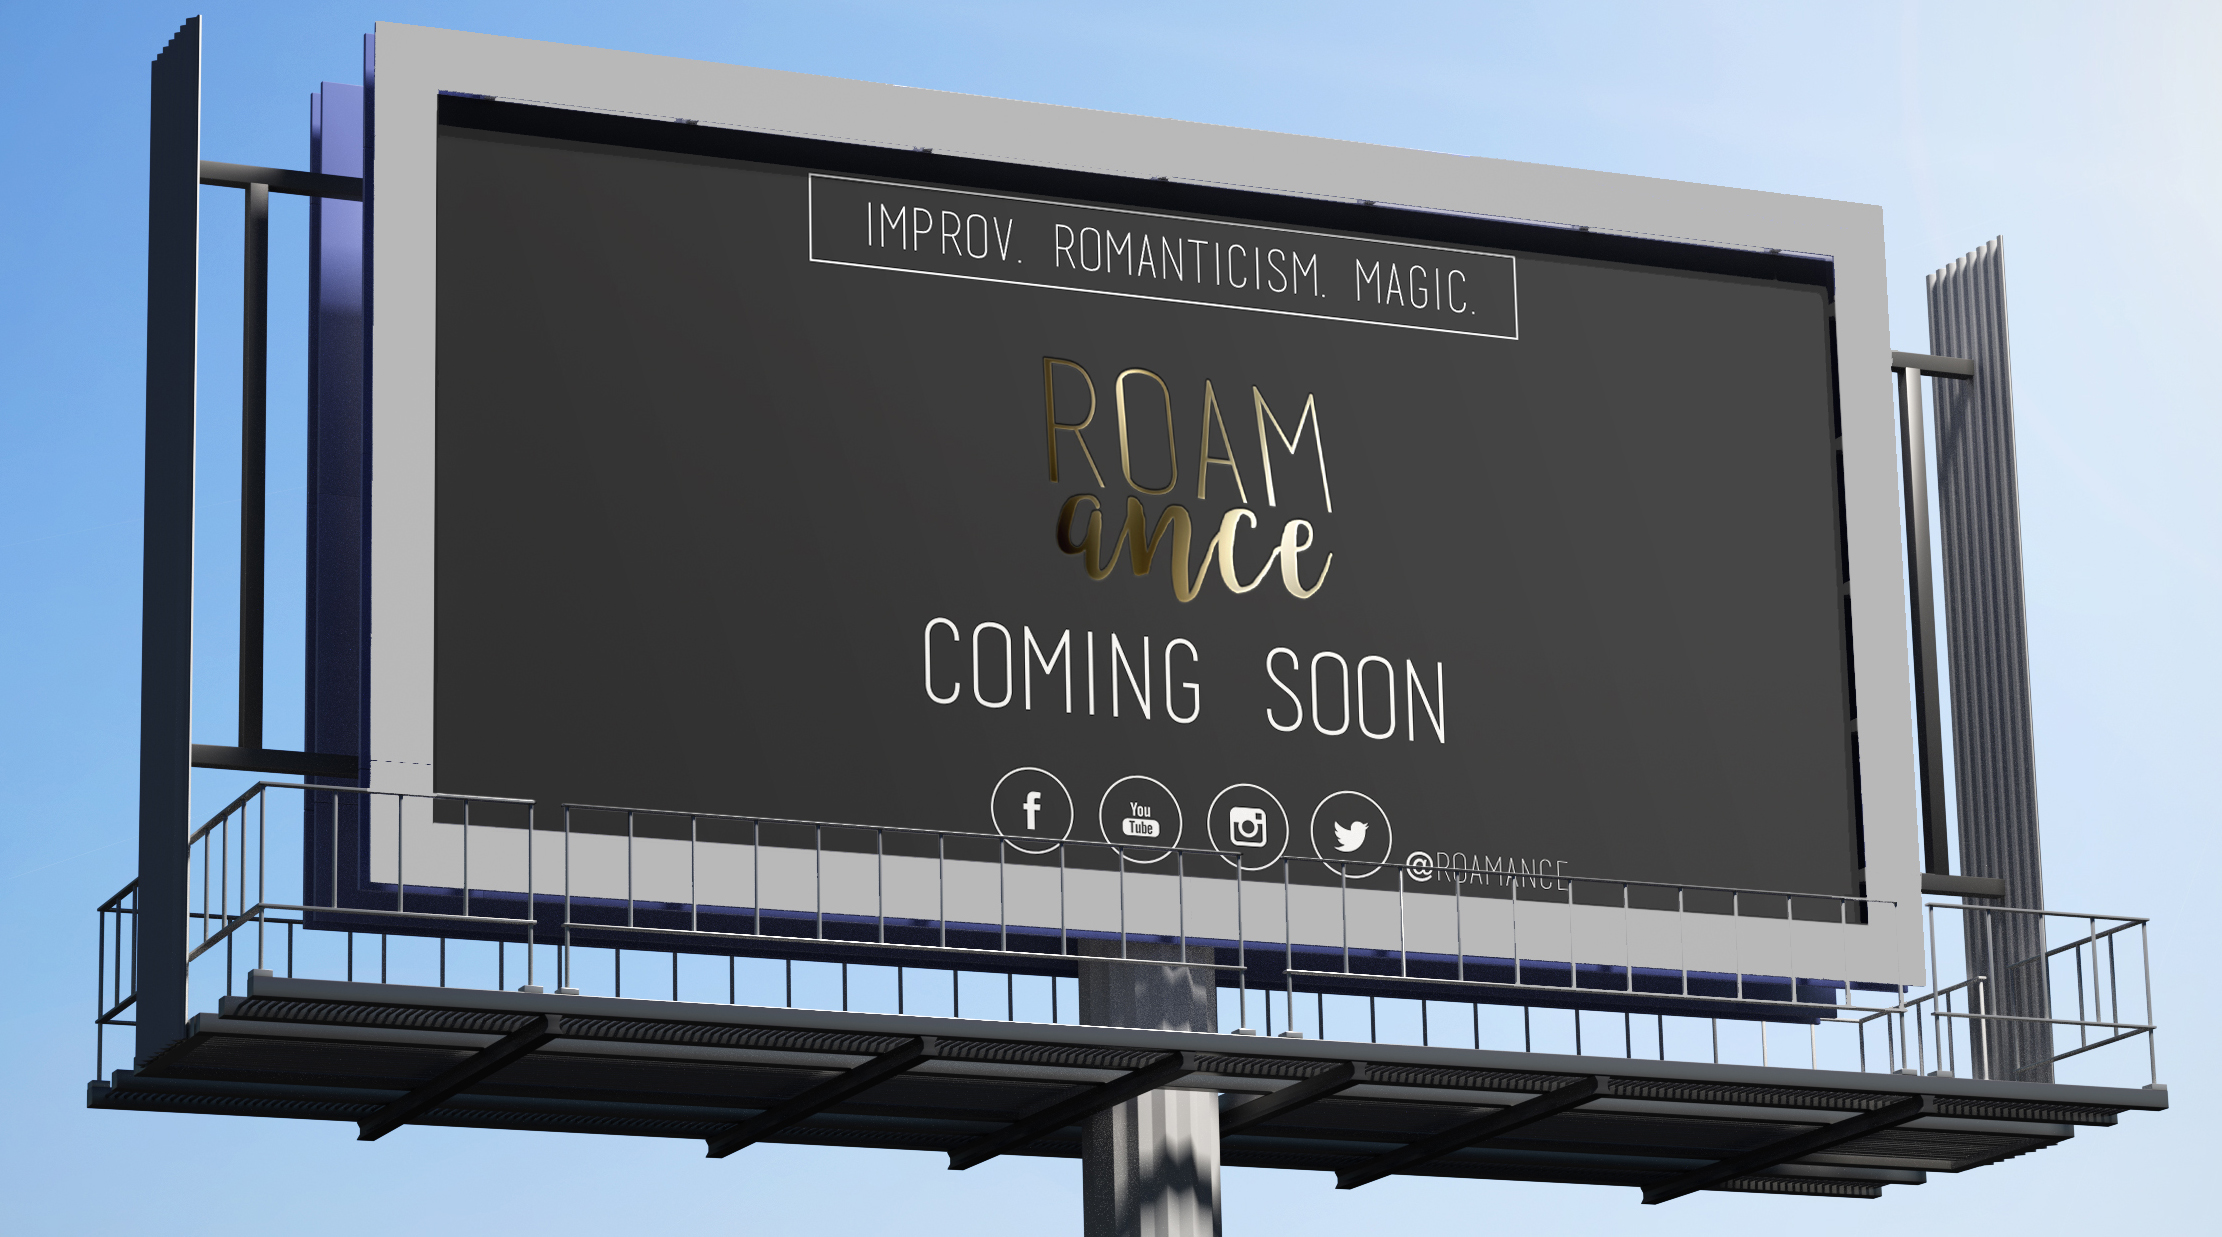 IMPROV. ROMANTICISM. MAGIC.
ROAM
ance
COMING SOON
f
You
Tube
@ROAMANCE